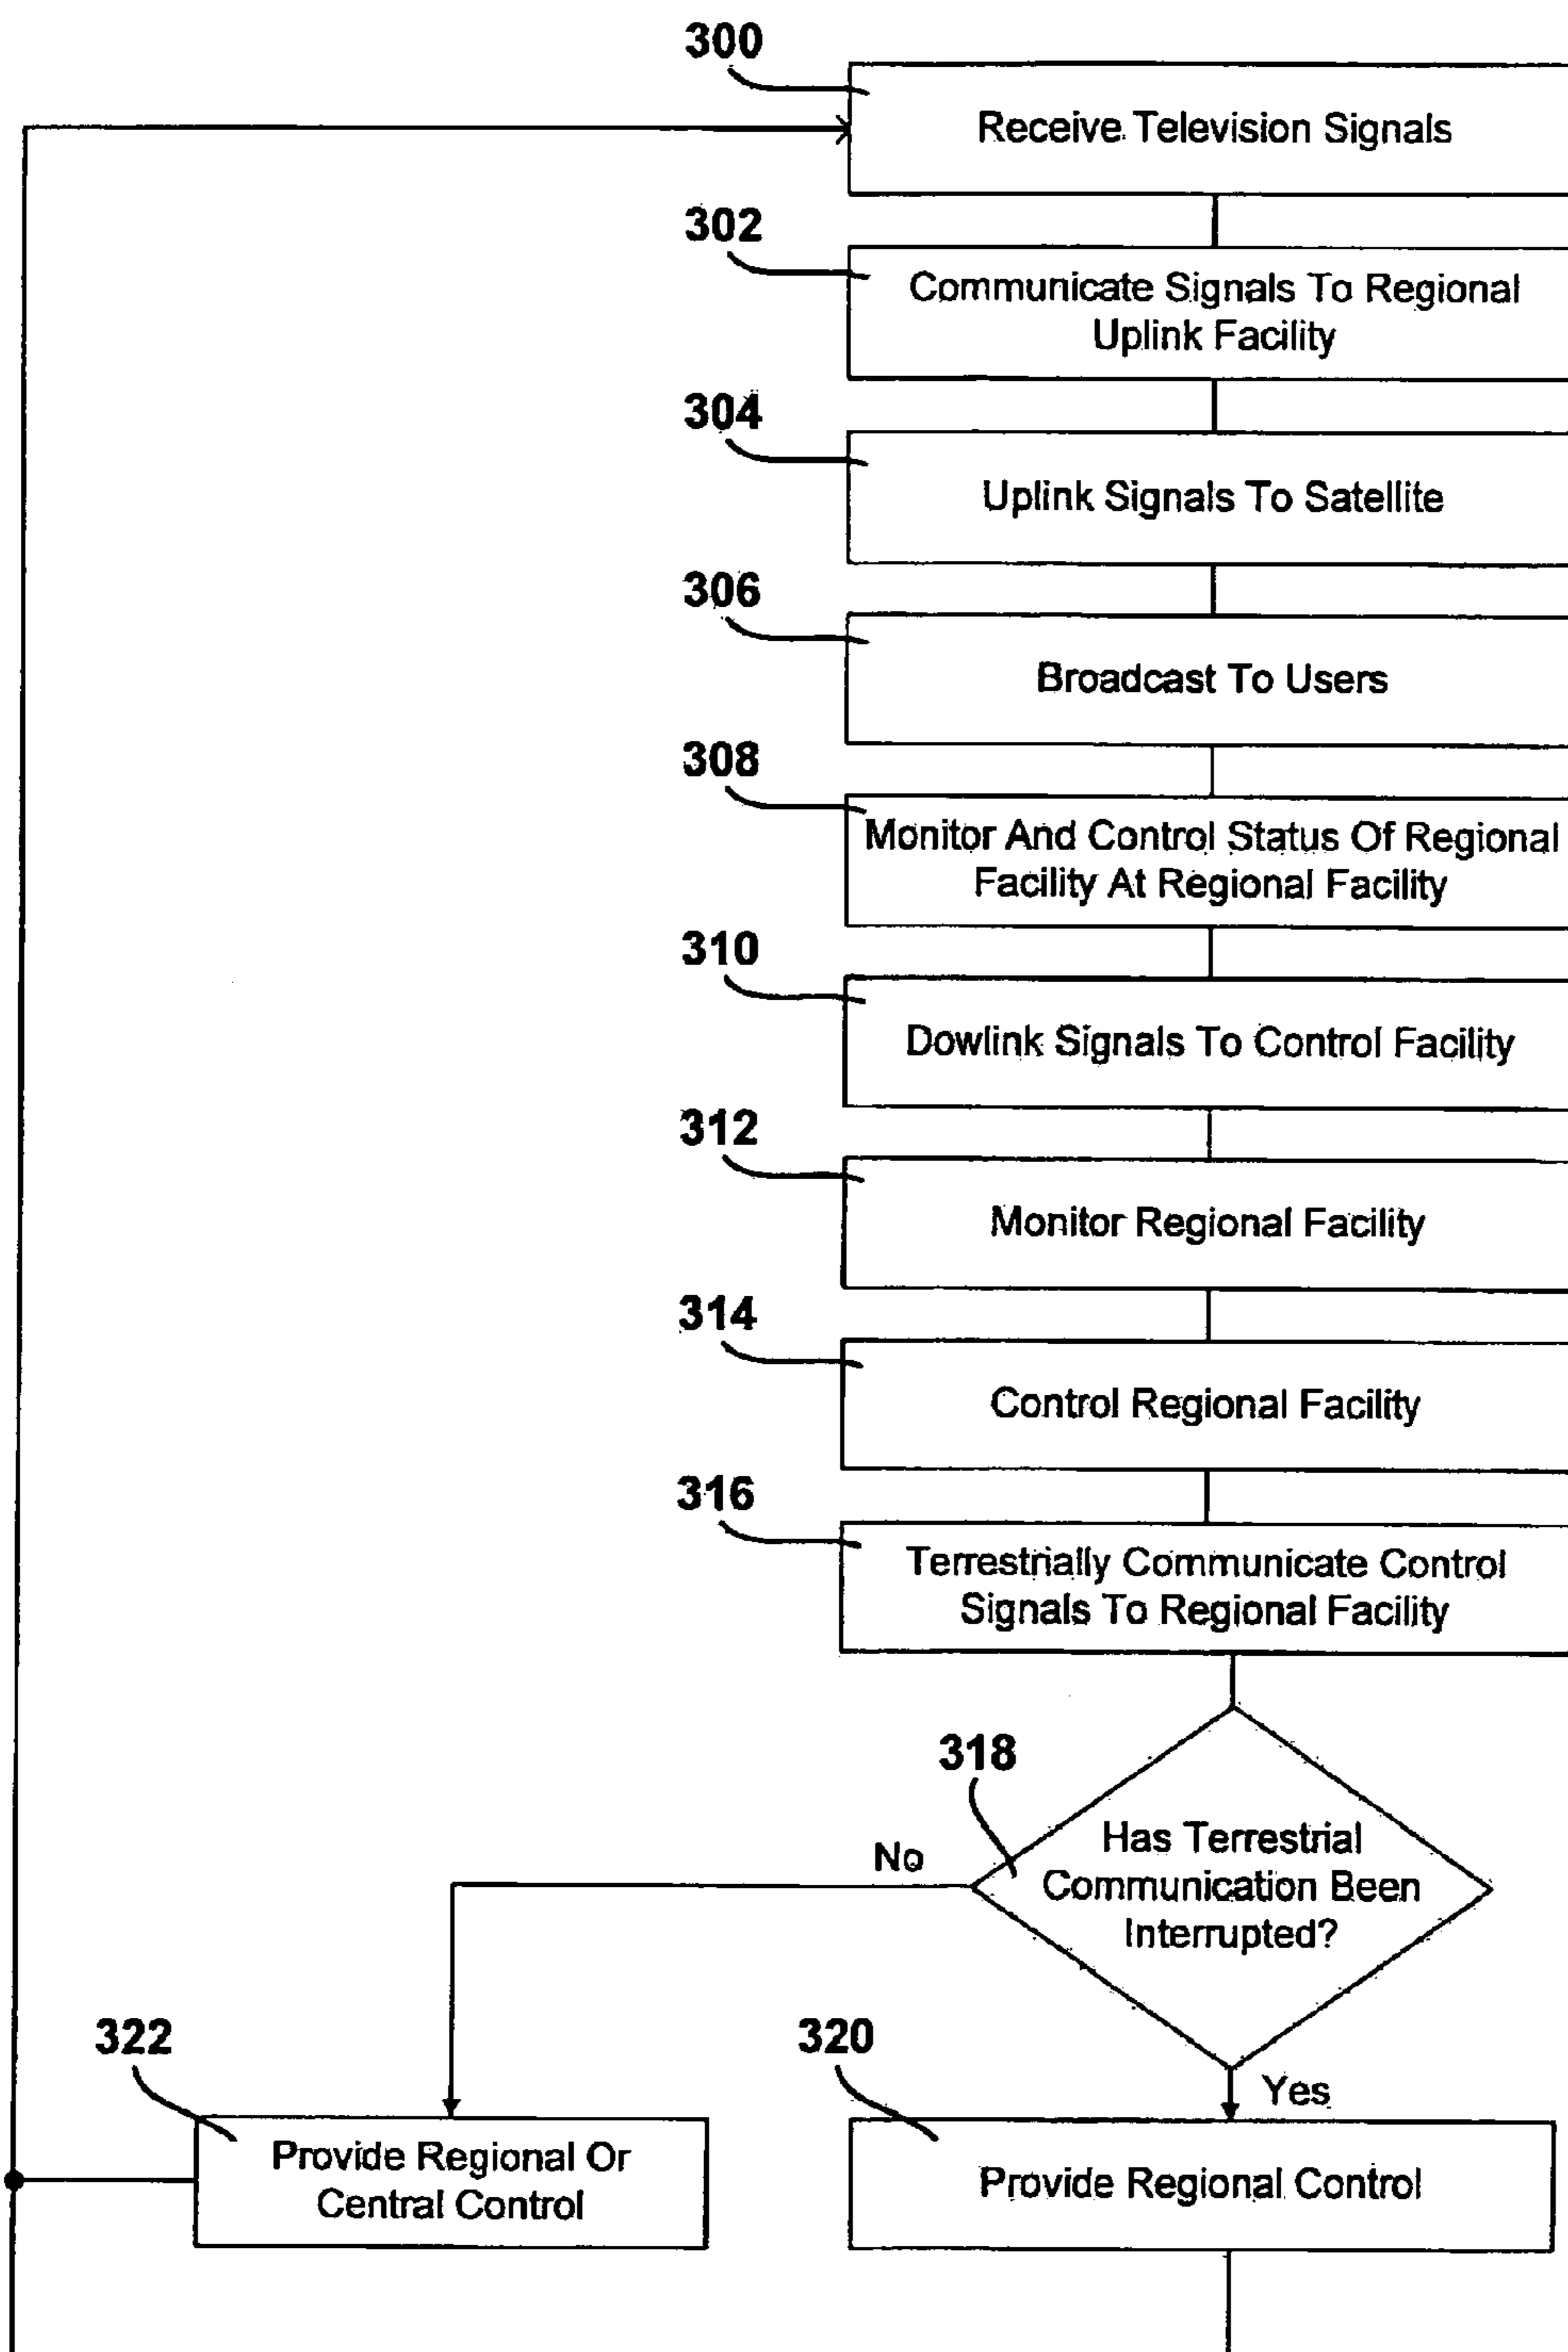 300
Receive Television Signals
302
Communicate Signals To Regional
Uplink Facility
304
Uplink Signals To Satellite
306
Broadcast To Users
308
Monitor And Control Status Of Regional
Facility At Regional Facility
310
Dowlink Signals To Control Facility
312
Monitor Regional Facility
314
Control Regional Facility
316
Terrestrially Communicate Control
Signals To Regional Facility
318
Has Terrestrial
Communication Been
Interrupted?
No
Yes
322
Provide Regional Or
Central Control
320
Provide Regional Control